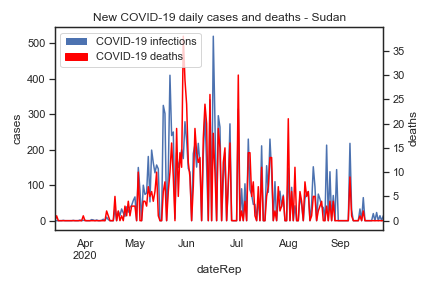 New COVID-19 daily cases and deaths - Sudan
COVID-19 infections
COVID-19 deaths
500
400
300
200
100
0
cases
35
30
25
20
15
10
5
0
deaths
Apr May Jun Jul Aug Sep
2020
dateRep